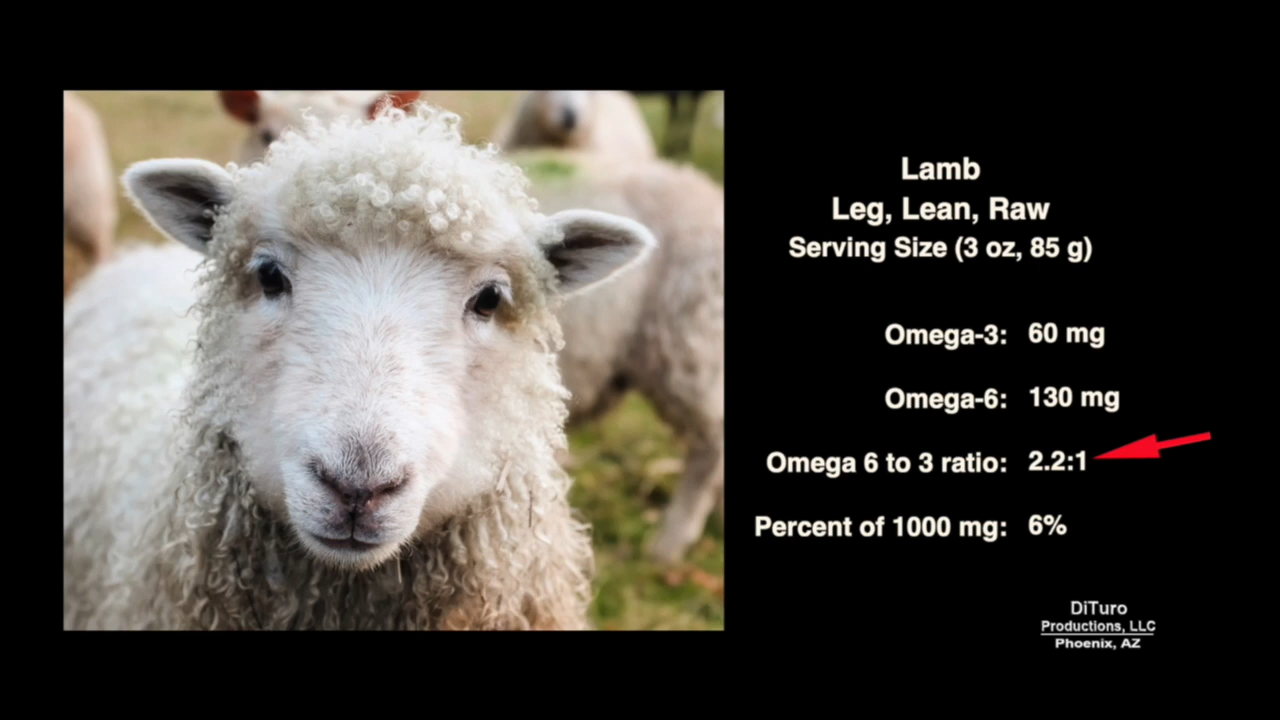 Lamb
Leg, Lean, Raw
Serving Size (3 oz, 85 g)
Omega-3: 60 mg
Omega-6: 130 mg
Omega 6 to 3 ratio: 2.2:1
Percent of 1000 mg: 6%
DiTuro
Productions, LLC
Phoenix, AZ